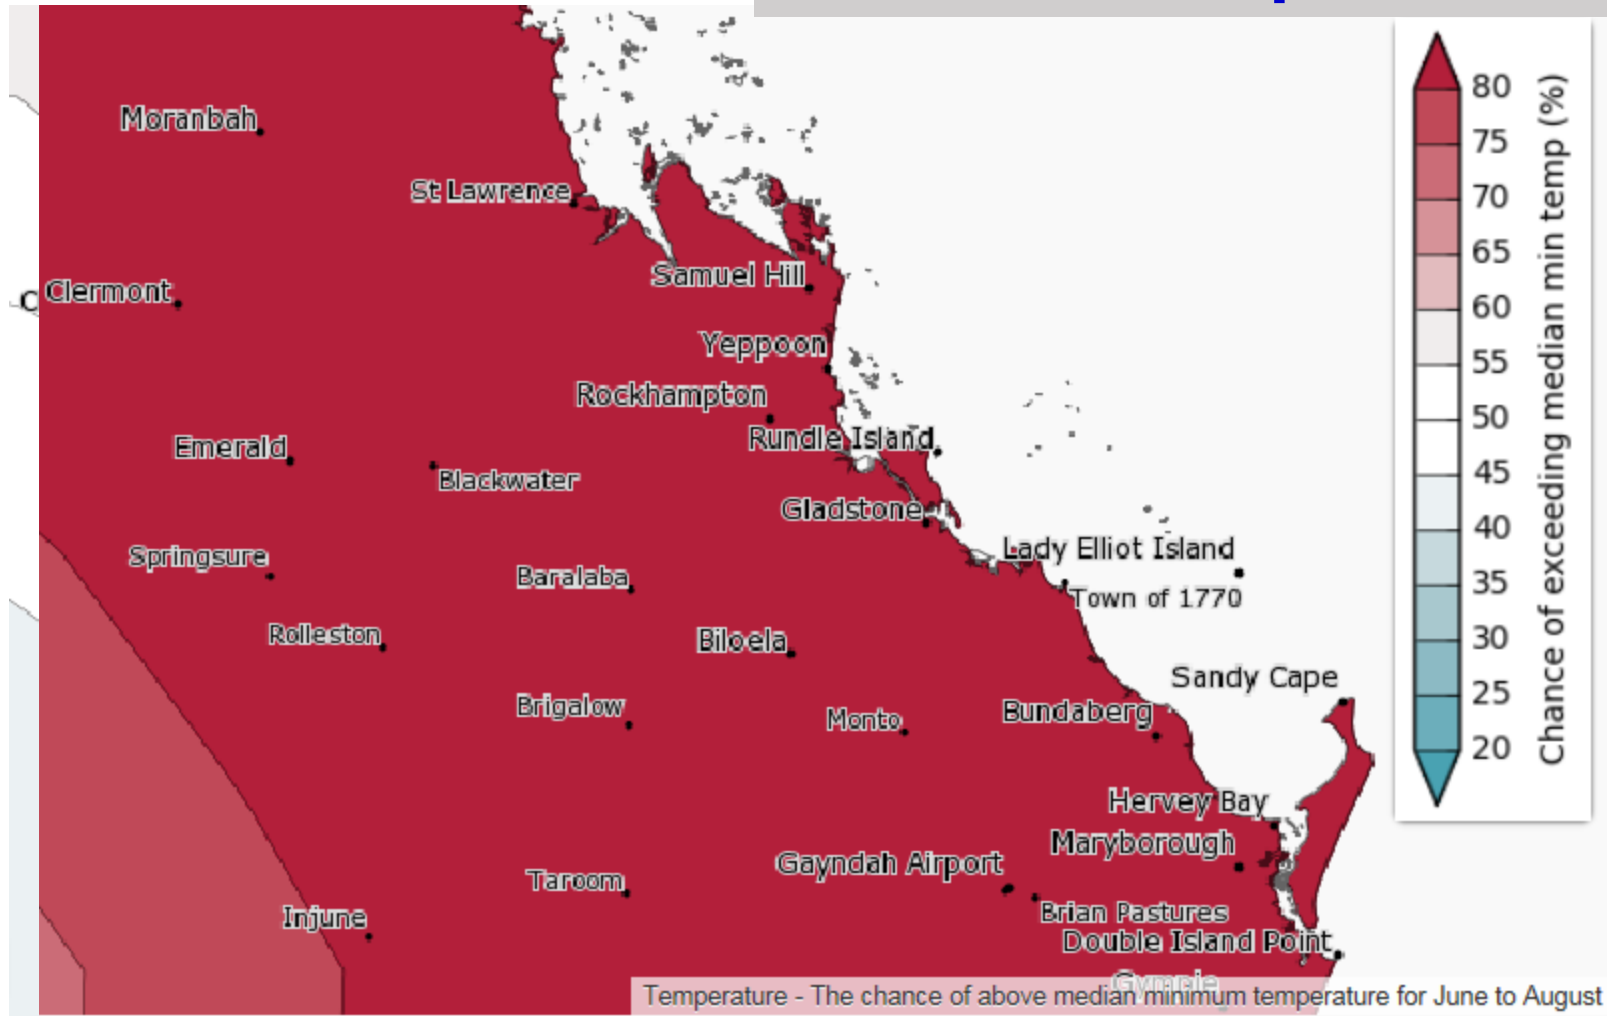 Moranbah
St Lawrence
Samuel Hill
Clermont
Yeppoon
Rockhampton
Rundle Island
Emerald
Blackwater
Gladstone
Lady Elliot Island
Springsure
Baralaba
Town of 1770
Rolleston
Biloela
Sandy Cape
Brigalow
Monto
Bundaberg
Hervey Bay
Maryborough
Gayndah Airport
Taroom
Brian Pastures
Injune
Double Island Point
Gympie
Temperature - The chance of above median minimum temperature for June to August
80
75
70
65
60
55
50
45
40
35
30
25
20
Chance of exceeding median min temp (%)